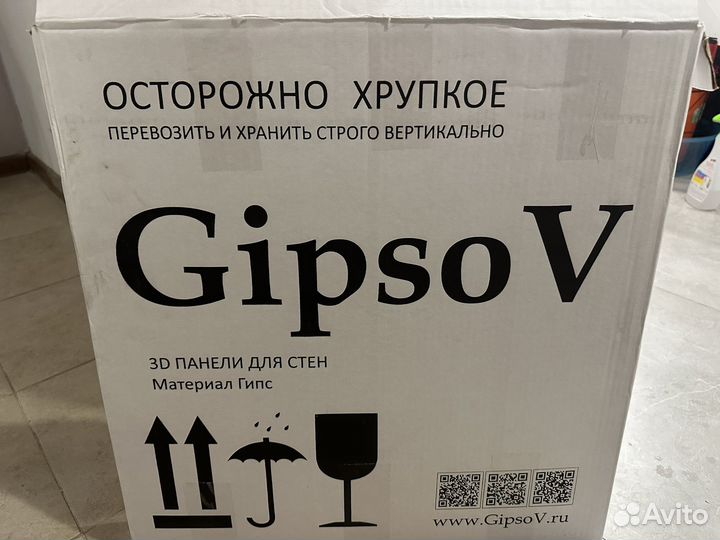 ОСТОРОЖНО ХРУПКОЕ
ПЕРЕВОЗИТЬ И ХРАНИТЬ СТРОГО ВЕРТИКАЛЬНО
GipsoV
3D ПАНЕЛИ ДЛЯ СТЕН
Материал Гипс
www.GipsoV.ru
Avito